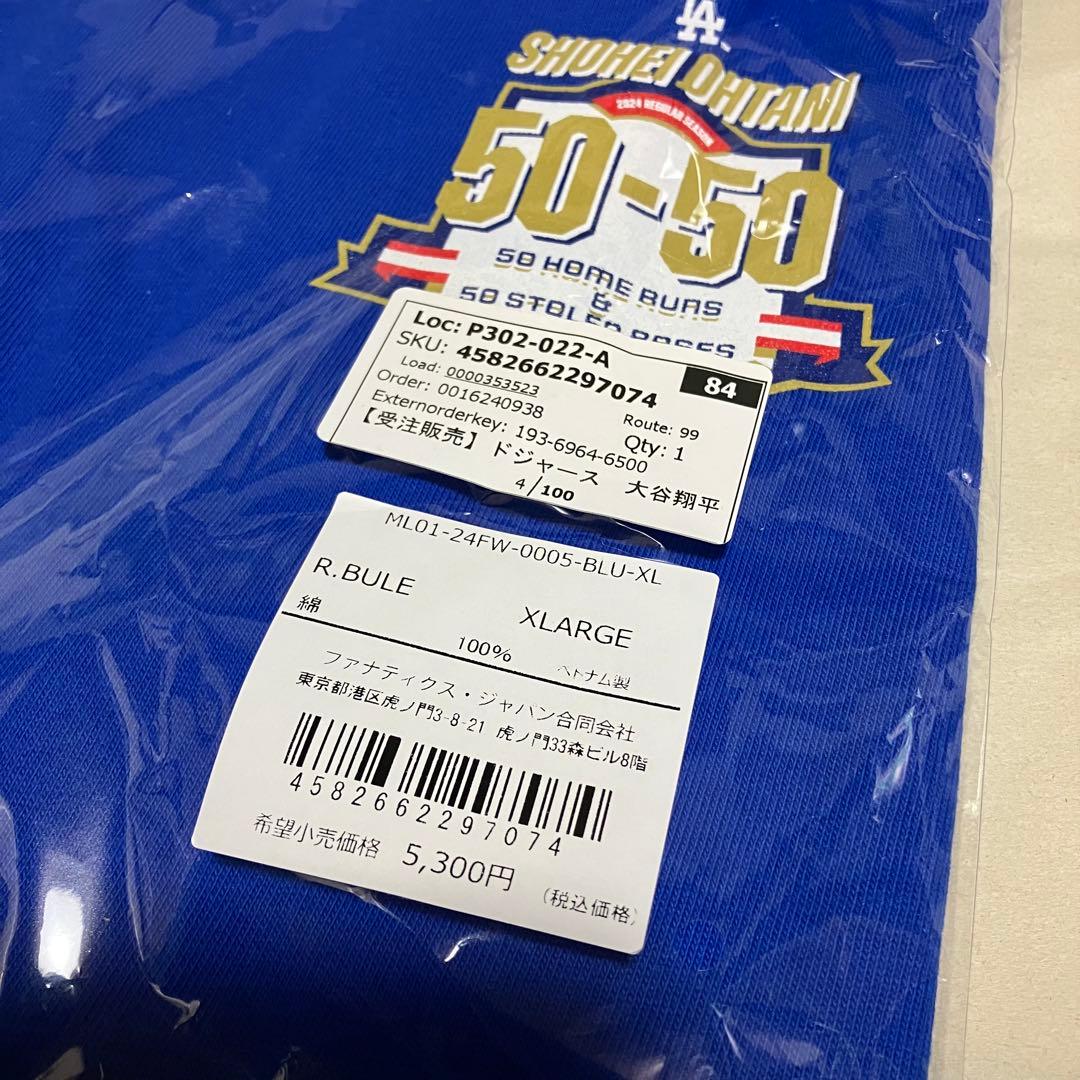 LA
SHOHEI OHTANI
2024 REGULAR SEASON
50-50
50 HOME RUNS
&
50 STOLEN BASES
Loc: P302-022-A
SKU: 4582662297074
84
Load: 0000353523
Route: 99
Order: 0016240938
Qty: 1
Externorderkey: 193-6964-6500
【受注販売】ドジャース 大谷翔平
4/100
ML01-24FW-0005-BLU-XL
R.BULE
XLARGE
綿
100%
ベトナム製
ファナティクス・ジャパン合同会社
東京都港区虎ノ門3-8-21 虎ノ門33森ビル8階
4582662297074
希望小売価格 5,300円
(税込価格)